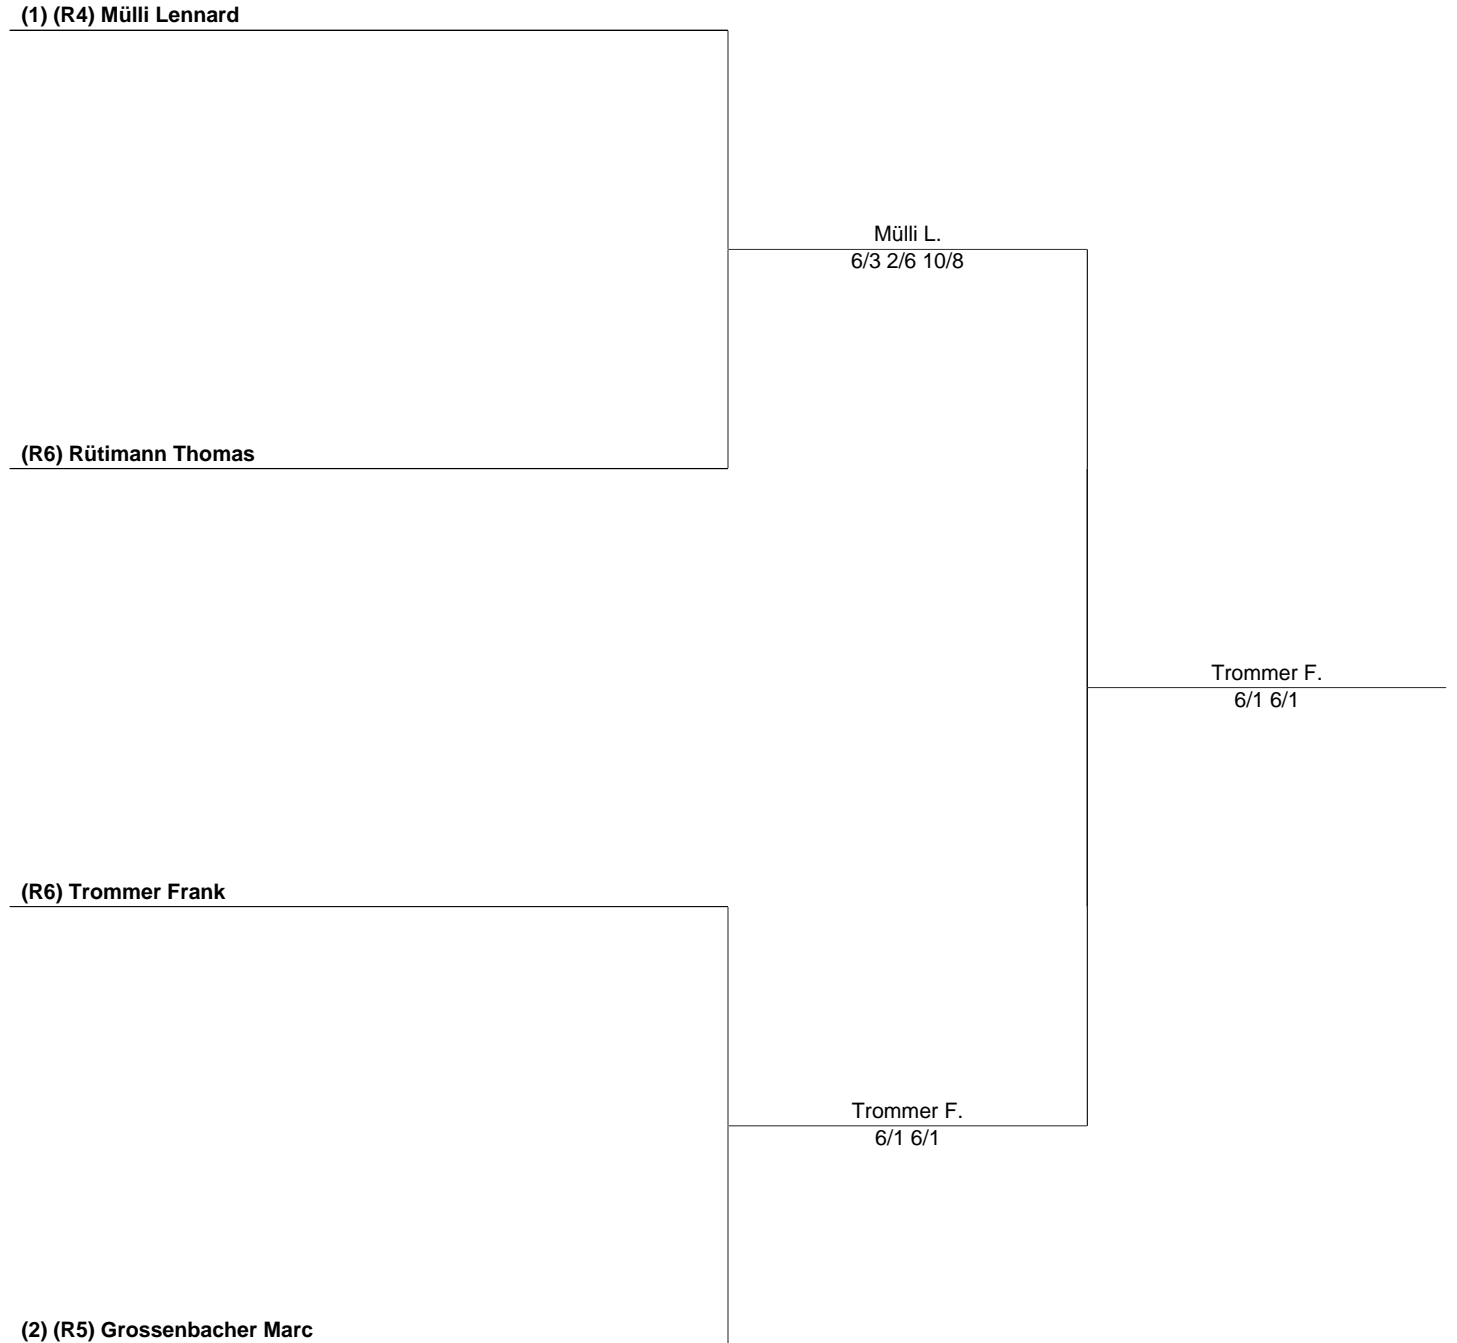 (1) (R4) Mülli Lennard
Mülli L.
6/3 2/6 10/8
(R6) Rütimann Thomas
Trommer F.
6/1 6/1
(R6) Trommer Frank
Trommer F.
6/1 6/1
(2) (R5) Grossenbacher Marc